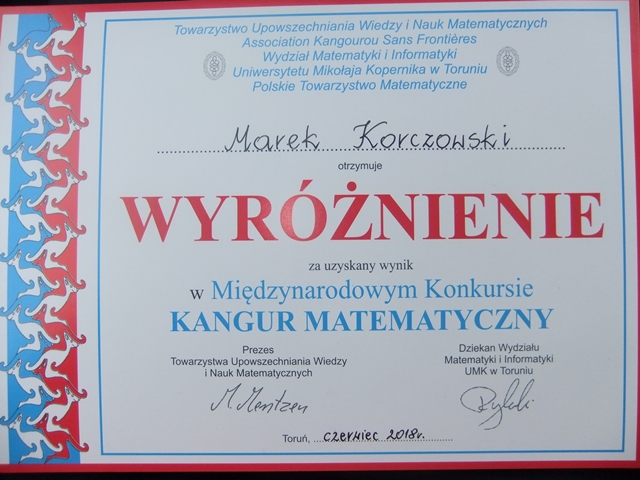 Towarzystwo Upowszechniania Wiedzy i Nauk Matematycznych
Association Kangourou Sans Frontières
Wydział Matematyki i Informatyki
Uniwersytetu Mikołaja Kopernika w Toruniu
Polskie Towarzystwo Matematyczne
Marek Korczowski
otrzymuje
WYRÓŻNIENIE
za uzyskany wynik
w Międzynarodowym Konkursie
KANGUR MATEMATYCZNY
Prezes
Towarzystwa Upowszechniania Wiedzy
i Nauk Matematycznych
M Mentzen
Dziekan Wydziału
Matematyki i Informatyki
UMK w Toruniu
Toruń, czerwiec 2018r.